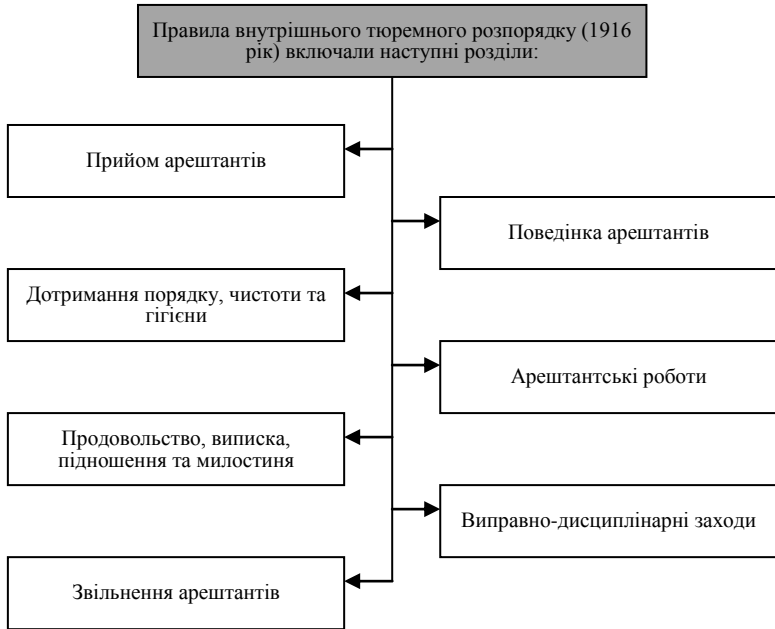 Правила внутрішнього тюремного розпорядку (1916
рік) включали наступні розділи:
Прийом арештантів
Поведінка арештантів
Дотримання порядку, чистоти та
гігієни
Арештантські роботи
Продовольство, виписка,
підношення та милостиня
Виправно-дисциплінарні заходи
Звільнення арештантів